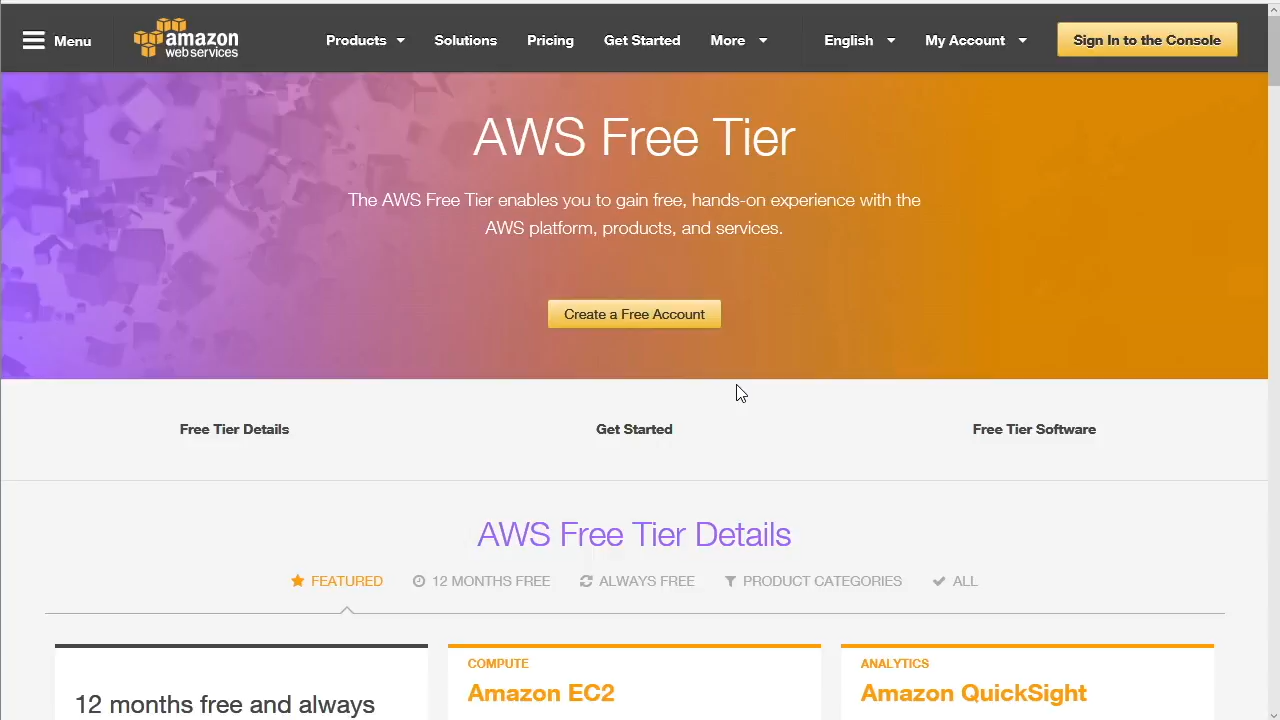 Menu
amazon
web services
Products
Solutions
Pricing
Get Started
More
English
My Account
Sign In to the Console
AWS Free Tier
The AWS Free Tier enables you to gain free, hands-on experience with the
AWS platform, products, and services.
Create a Free Account
Free Tier Details
Get Started
Free Tier Software
AWS Free Tier Details
FEATURED
12 MONTHS FREE
ALWAYS FREE
PRODUCT CATEGORIES
ALL
12 months free and always
COMPUTE
Amazon EC2
ANALYTICS
Amazon QuickSight